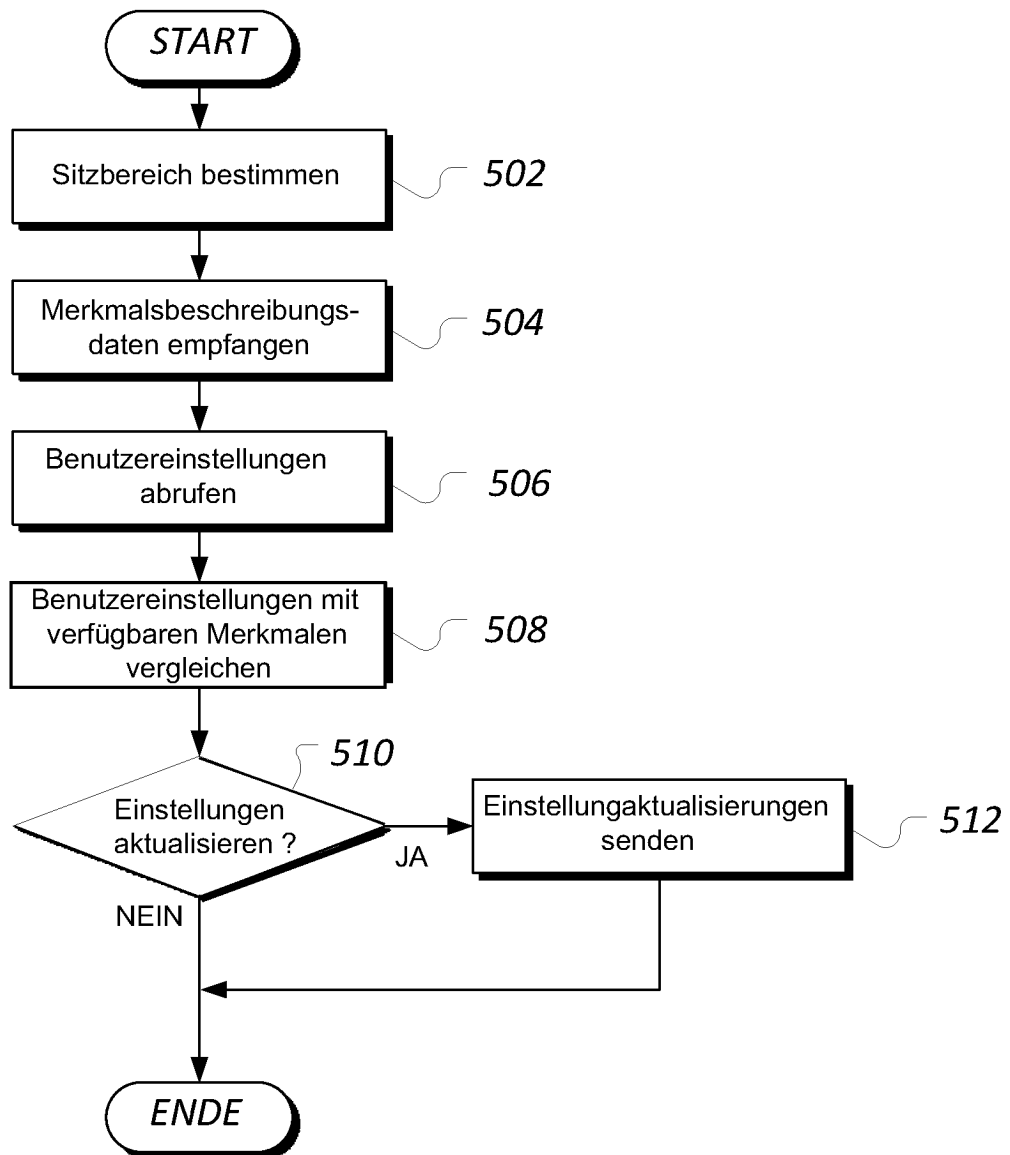 START
Sitzbereich bestimmen
502
Merkmalsbeschreibungs-
daten empfangen
504
Benutzereinstellungen
abrufen
506
Benutzereinstellungen mit
verfügbaren Merkmalen
vergleichen
508
510
Einstellungen
aktualisieren ?
JA
NEIN
Einstellungaktualisierungen
senden
512
ENDE